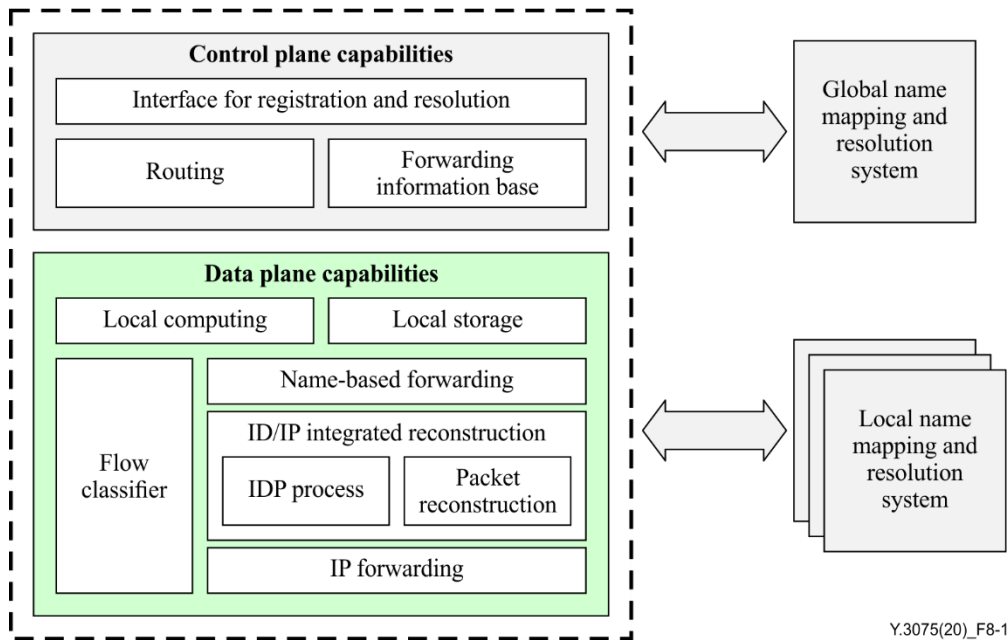 Control plane capabilities
Interface for registration and resolution
Routing
Forwarding
information base
Global name
mapping and
resolution
system
Data plane capabilities
Local computing
Local storage
Flow
classifier
Name-based forwarding
ID/IP integrated reconstruction
IDP process
Packet
reconstruction
IP forwarding
Local name
mapping and
resolution
system
Y.3075(20)_F8-1